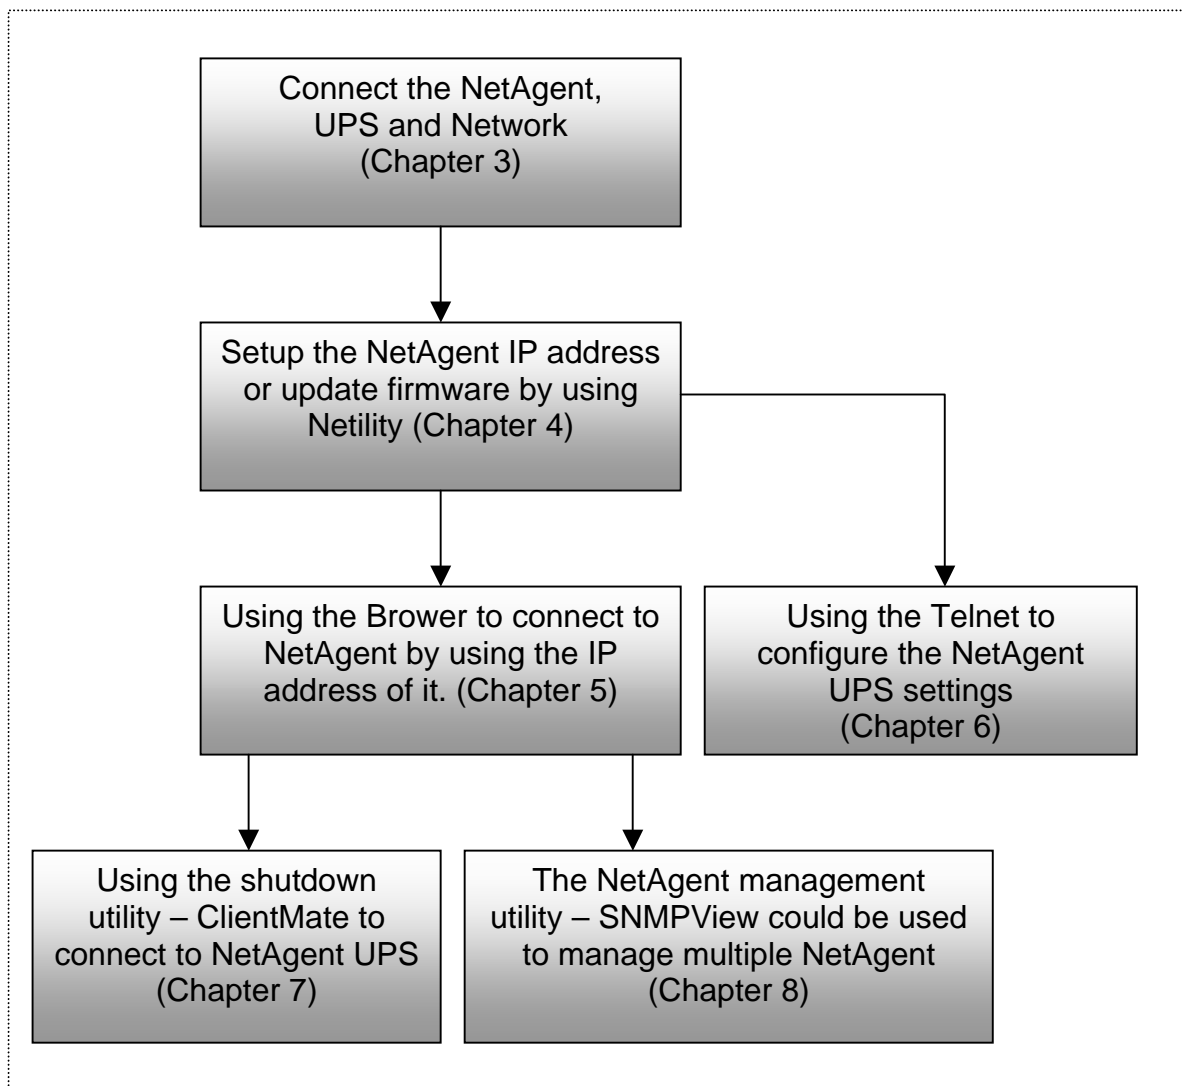 Connect the NetAgent,
UPS and Network
(Chapter 3)
Setup the NetAgent IP address
or update firmware by using
Netility (Chapter 4)
Using the Brower to connect to
NetAgent by using the IP
address of it. (Chapter 5)
Using the Telnet to
configure the NetAgent
UPS settings
(Chapter 6)
Using the shutdown
utility – ClientMate to
connect to NetAgent UPS
(Chapter 7)
The NetAgent management
utility – SNMPView could be used
to manage multiple NetAgent
(Chapter 8)